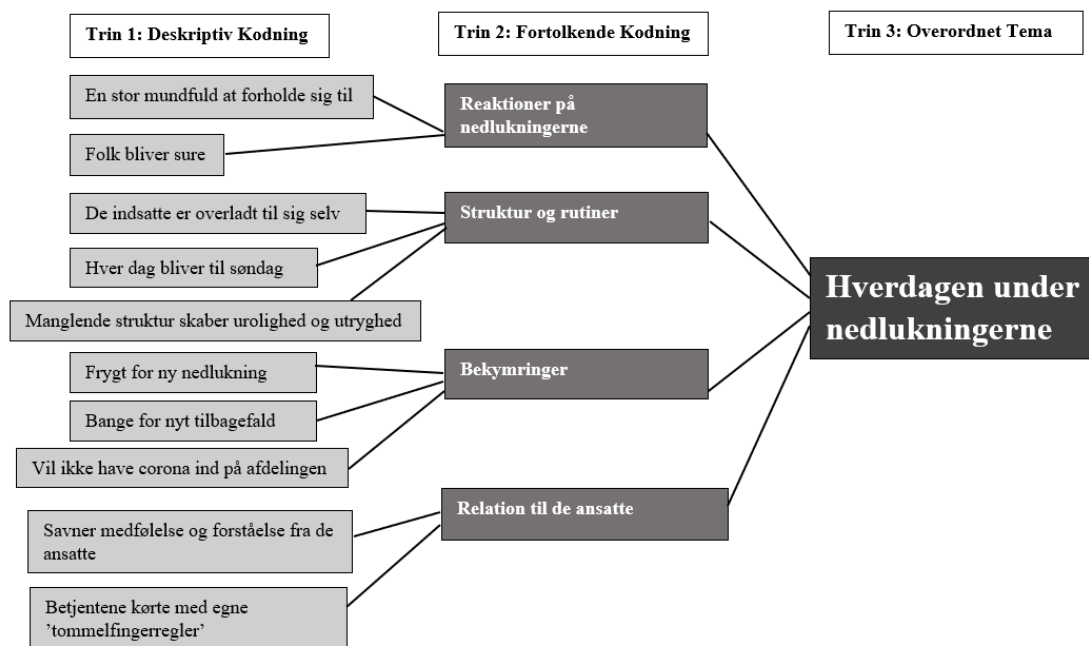 Trin 1: Deskriptiv Kodning
Trin 2: Fortolkende Kodning
Trin 3: Overordnet Tema
En stor mundfuld at forholde sig til
Folk bliver sure
De indsatte er overladt til sig selv
Hver dag bliver til søndag
Manglende struktur skaber urolighed og utryghed
Frygt for ny nedlukning
Bange for nyt tilbagefald
Vil ikke have corona ind på afdelingen
Savner medfølelse og forståelse fra de
ansatte
Betjentene kørte med egne
’tommelfingerregler’
Reaktioner på
nedlukningerne
Struktur og rutiner
Bekymringer
Relation til de ansatte
Hverdagen under
nedlukningerne